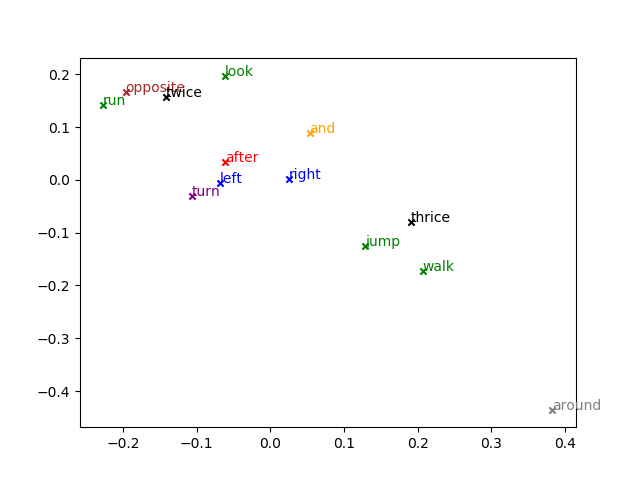 0.2
0.1
0.0
−0.1
−0.2
−0.3
−0.4
look
opposite
twice
run
and
after
right
left
turn
thrice
jump
walk
around
−0.2 −0.1 0.0 0.1 0.2 0.3 0.4